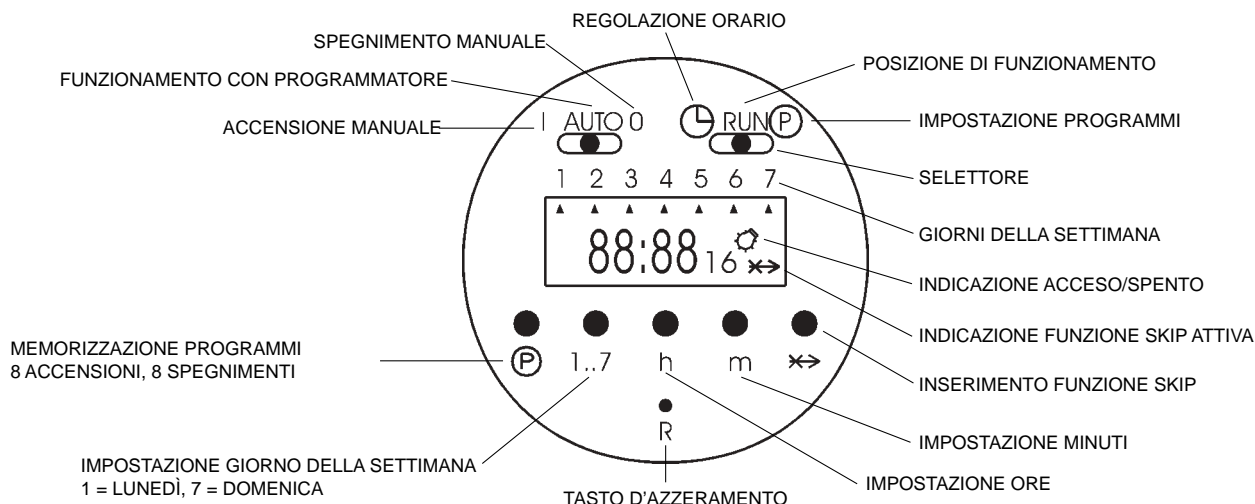 REGOLAZIONE ORARIO
SPEGNIMENTO MANUALE
POSIZIONE DI FUNZIONAMENTO
FUNZIONAMENTO CON PROGRAMMATORE
ACCENSIONE MANUALE
I AUTO 0
RUN P
IMPOSTAZIONE PROGRAMMI
SELETTORE
1 2 3 4 5 6 7
GIORNI DELLA SETTIMANA
88:88 16
INDICAZIONE ACCESO/SPENTO
INDICAZIONE FUNZIONE SKIP ATTIVA
MEMORIZZAZIONE PROGRAMMI
8 ACCENSIONI, 8 SPEGNIMENTI
P 1..7 h m
INSERIMENTO FUNZIONE SKIP
R
IMPOSTAZIONE MINUTI
IMPOSTAZIONE GIORNO DELLA SETTIMANA
1 = LUNEDÌ, 7 = DOMENICA
IMPOSTAZIONE ORE
TASTO D'AZZERAMENTO